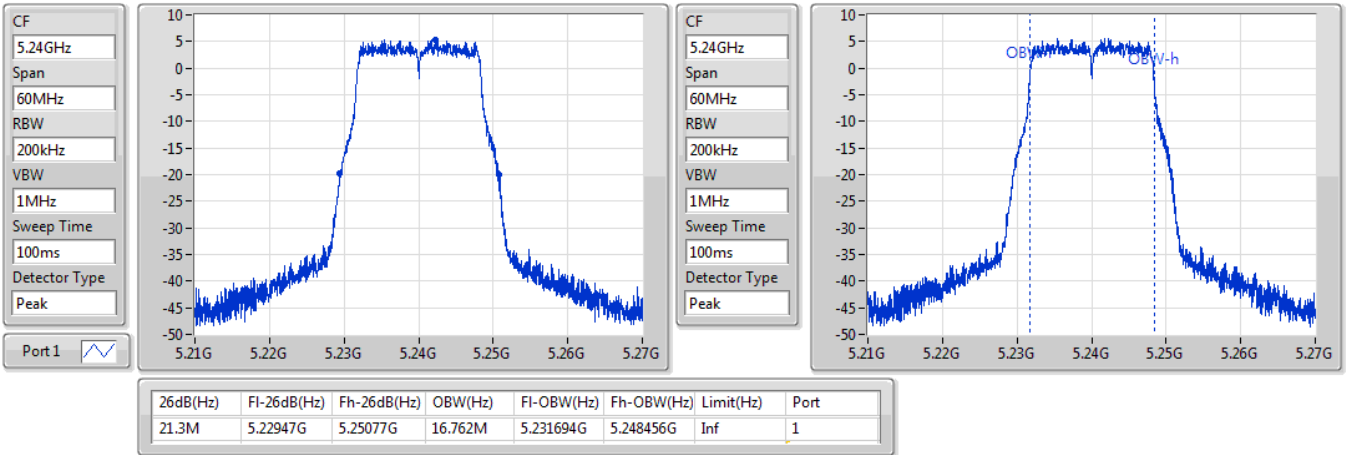 CF
5.24GHz
Span
60MHz
RBW
200kHz
VBW
1MHz
Sweep Time
100ms
Detector Type
Peak
Port 1
10
5
0
-5
-10
-15
-20
-25
-30
-35
-40
-45
-50
5.21G 5.22G 5.23G 5.24G 5.25G 5.26G 5.27G
CF
5.24GHz
Span
60MHz
RBW
200kHz
VBW
1MHz
Sweep Time
100ms
Detector Type
Peak
10
5
0
-5
-10
-15
-20
-25
-30
-35
-40
-45
-50
OBW-h
5.21G 5.22G 5.23G 5.24G 5.25G 5.26G 5.27G
26dB(Hz) Fl-26dB(Hz) Fh-26dB(Hz) OBW(Hz) Fl-OBW(Hz) Fh-OBW(Hz) Limit(Hz) Port
21.3M 5.22947G 5.25077G 16.762M 5.231694G 5.248456G Inf 1